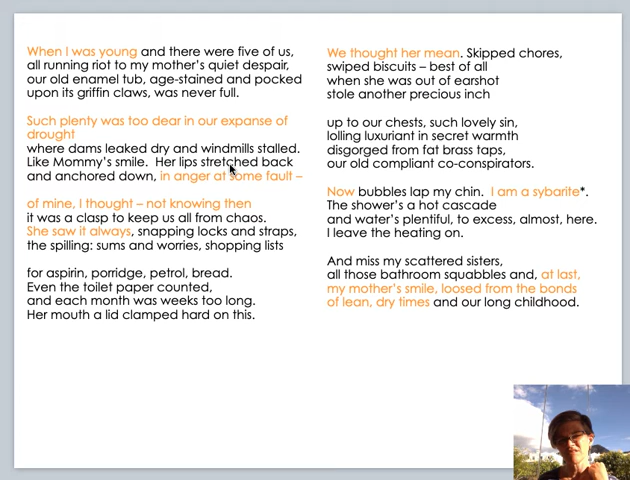 When I was young and there were five of us,
all running riot to my mother's quiet despair,
our old enamel tub, age-stained and pocked
upon its griffin claws, was never full.
Such plenty was too dear in our expanse of
drought
where dams leaked dry and windmills stalled.
Like Mommy's smile.  Her lips stretched back
and anchored down, in anger at some fault –
of mine, I thought – not knowing then
it was a clasp to keep us all from chaos.
She saw it always, snapping locks and straps,
the spilling: sums and worries, shopping lists
for aspirin, porridge, petrol, bread.
Even the toilet paper counted,
and each month was weeks too long.
Her mouth a lid clamped hard on this.
We thought her mean. Skipped chores,
swiped biscuits – best of all
when she was out of earshot
stole another precious inch
up to our chests, such lovely sin,
lolling luxuriant in secret warmth
disgorged from fat brass taps,
our old compliant co-conspirators.
Now bubbles lap my chin.  I am a sybarite*.
The shower's a hot cascade
and water's plentiful, to excess, almost, here.
I leave the heating on.
And miss my scattered sisters,
all those bathroom squabbles and, at last,
my mother's smile, loosed from the bonds
of lean, dry times and our long childhood.